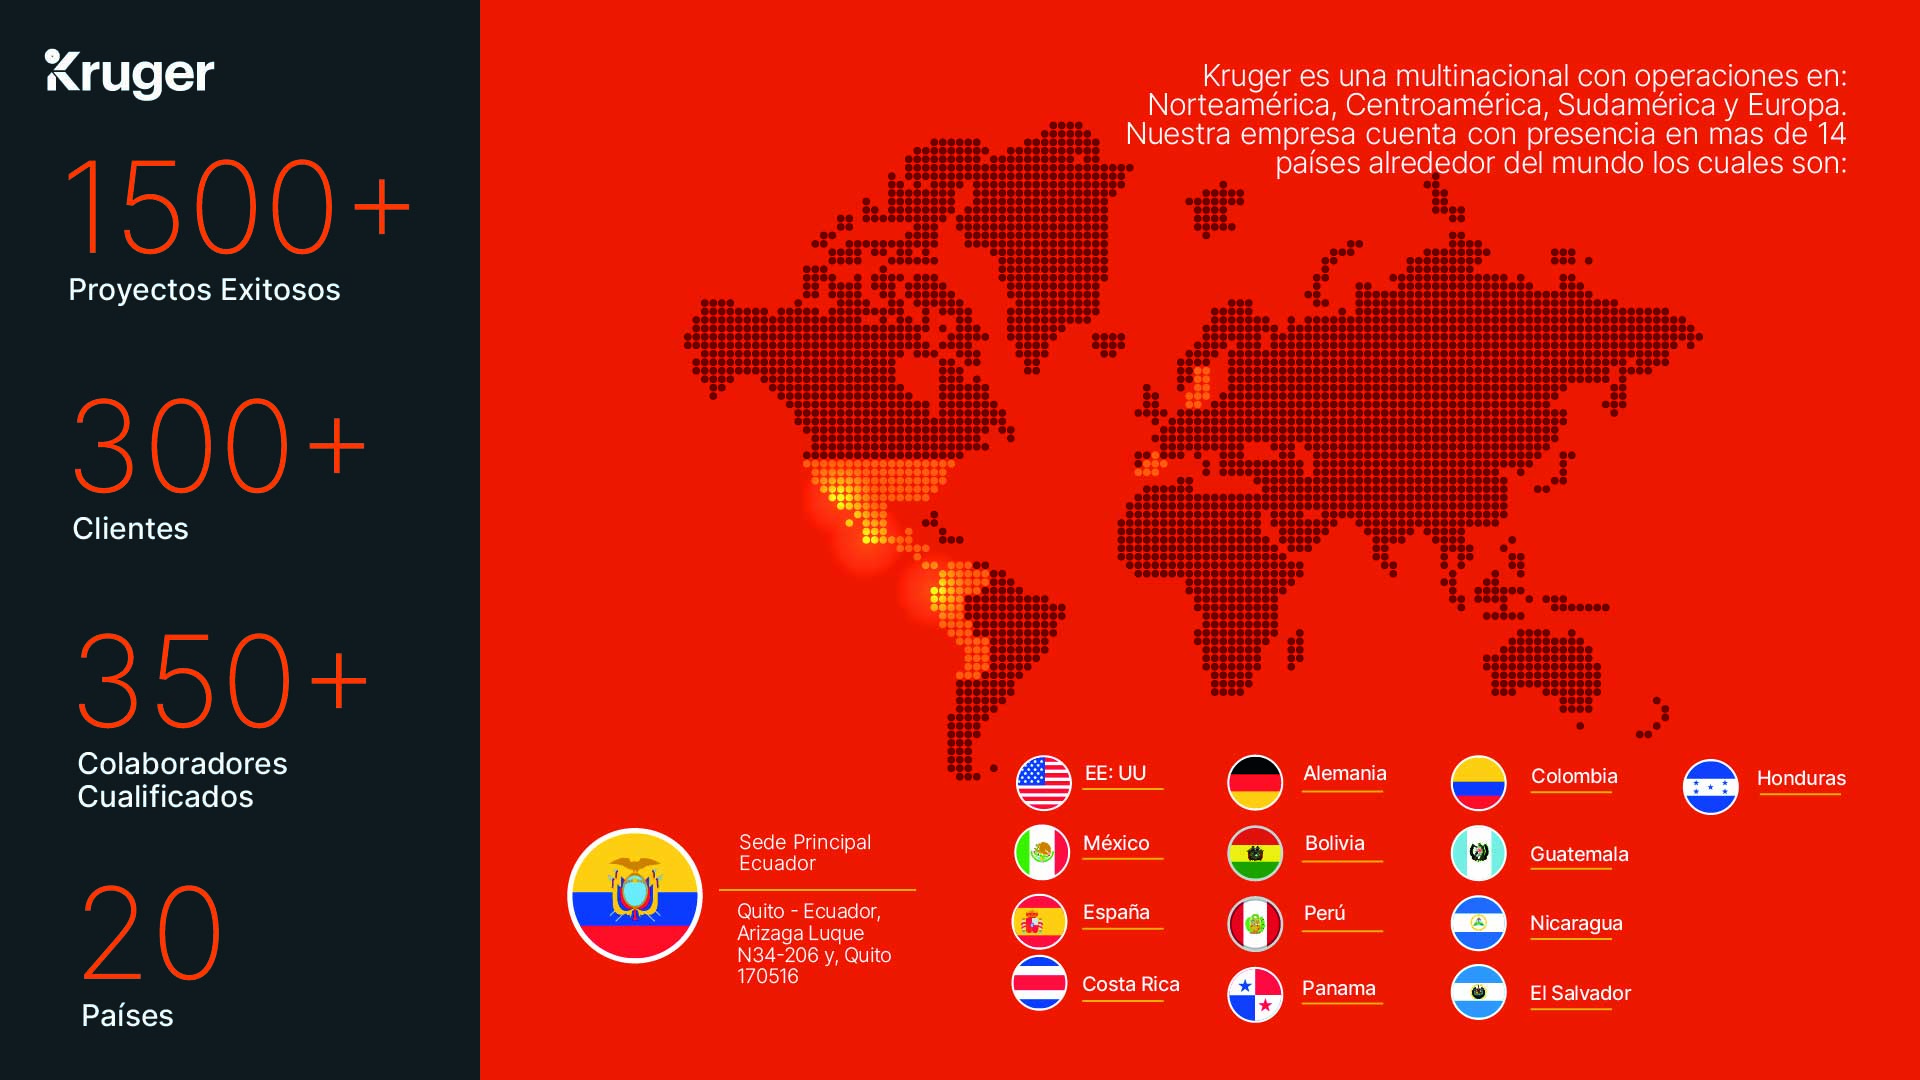 Kruger
1500+
Proyectos Exitosos
300+
Clientes
350+
Colaboradores
Cualificados
20
Países
Kruger es una multinacional con operaciones en:
Norteamérica, Centroamérica, Sudamérica y Europa.
Nuestra empresa cuenta con presencia en mas de 14
países alrededor del mundo los cuales son:
Sede Principal
Ecuador
Quito - Ecuador,
Arizaga Luque
N34-206 y, Quito
170516
EE: UU
México
España
Costa Rica
Alemania
Bolivia
Perú
Panama
Colombia
Guatemala
Nicaragua
El Salvador
Honduras